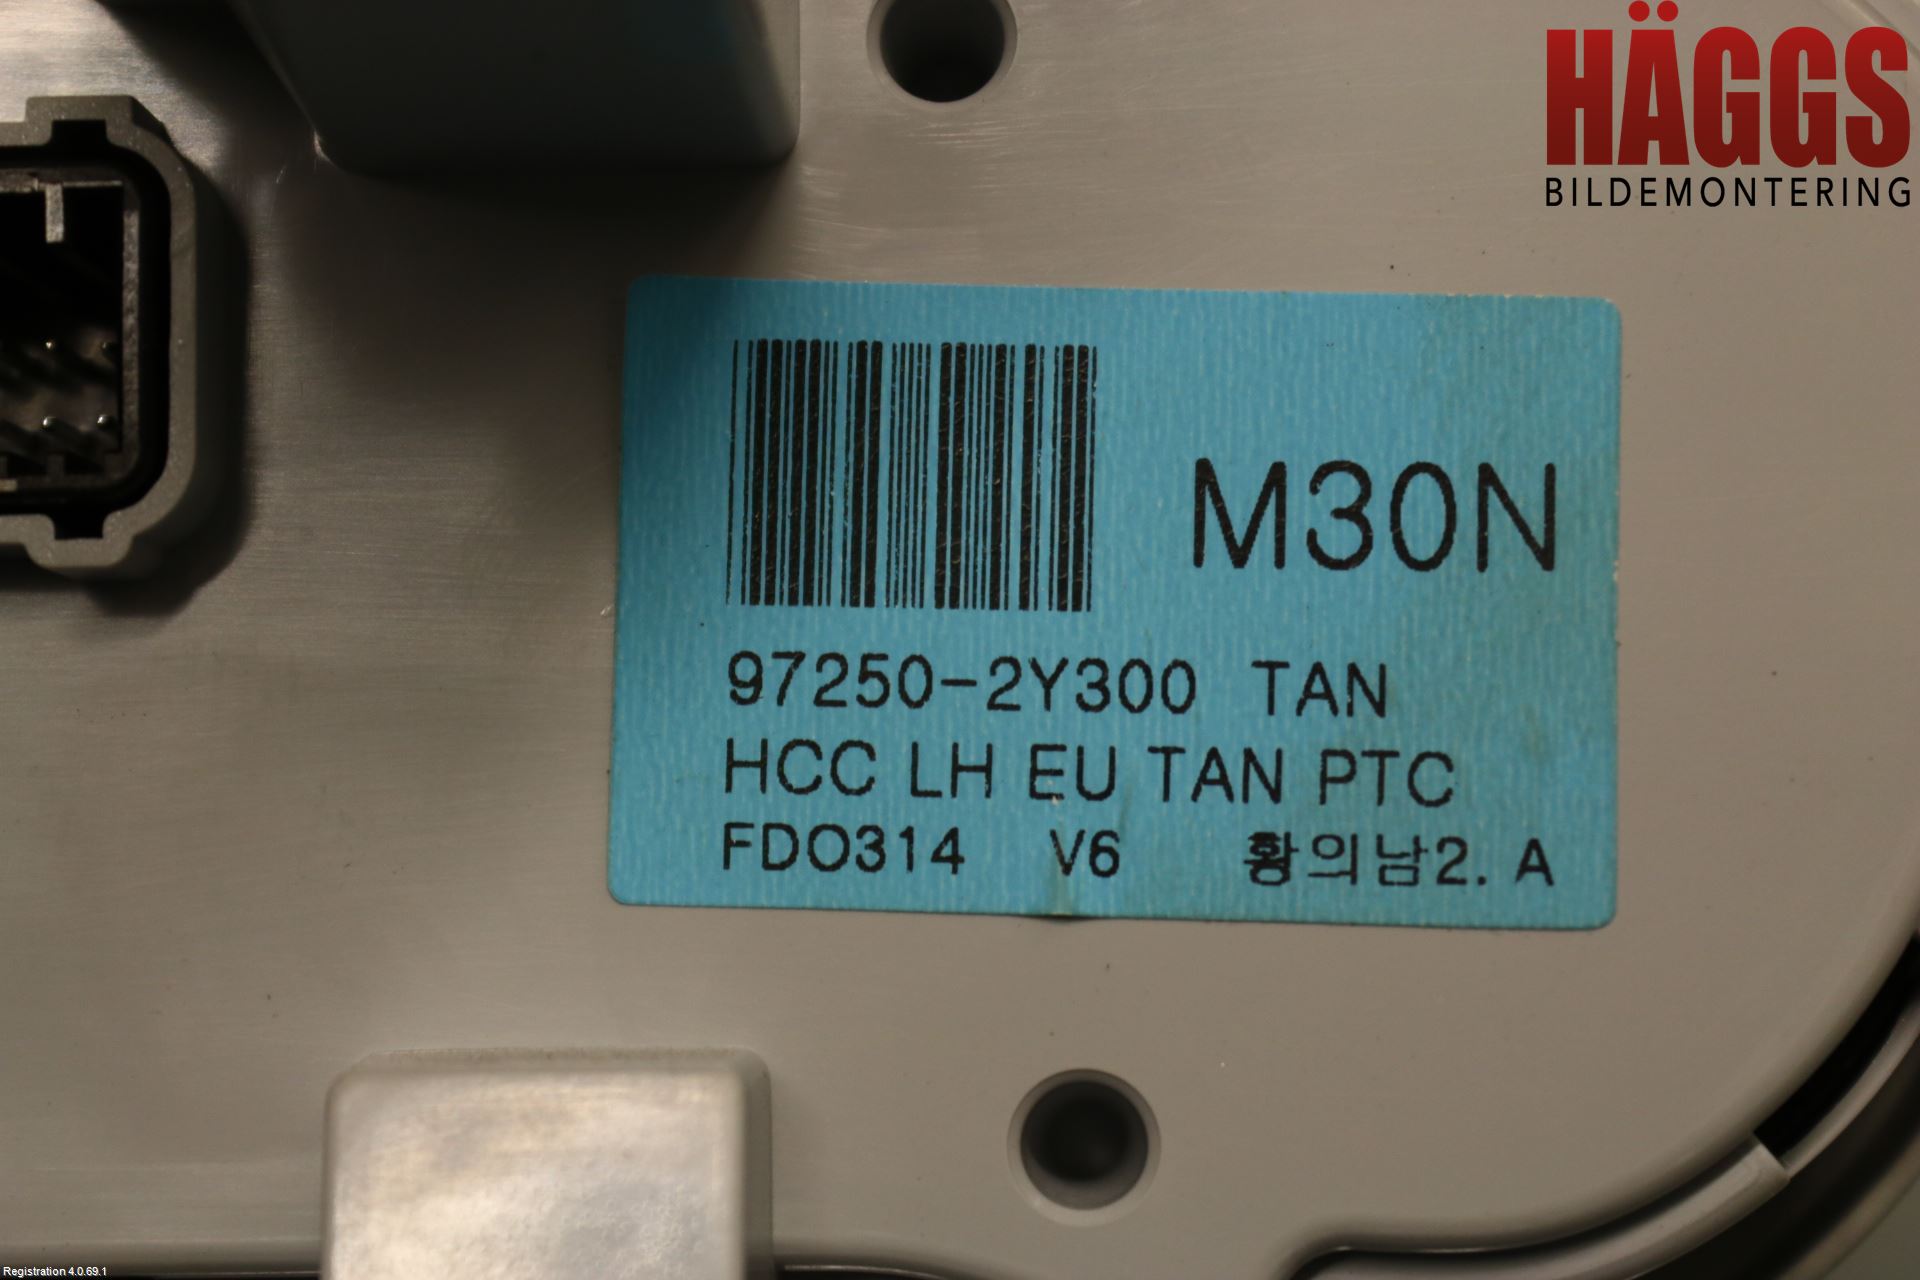 HÄGGS
BILDEMONTERING
M30N
97250-2Y300 TAN
HCC LH EU TAN PTC
FDO314 V6 황의남2. A
Registration 4.0.69.1